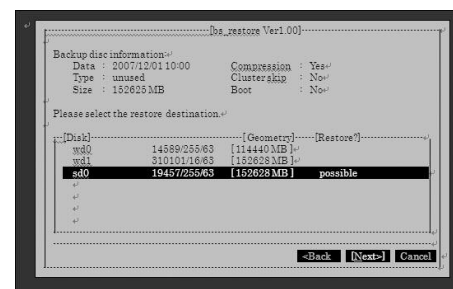 [bs_restore Ver1.00]
Backup disc information
Data : 2007/12/01 10:00 Compression : Yes
Type : unused Cluster skip : No
Size : 152625 MB Boot : No
Please select the restore destination.
[Disk] [Geometry] [Restore?]
wd0 14589/255/63 [114440 MB]
wd1 310101/16/63 [152628 MB]
sd0 19457/255/63 [152628 MB] possible
<Back [Next>] Cancel